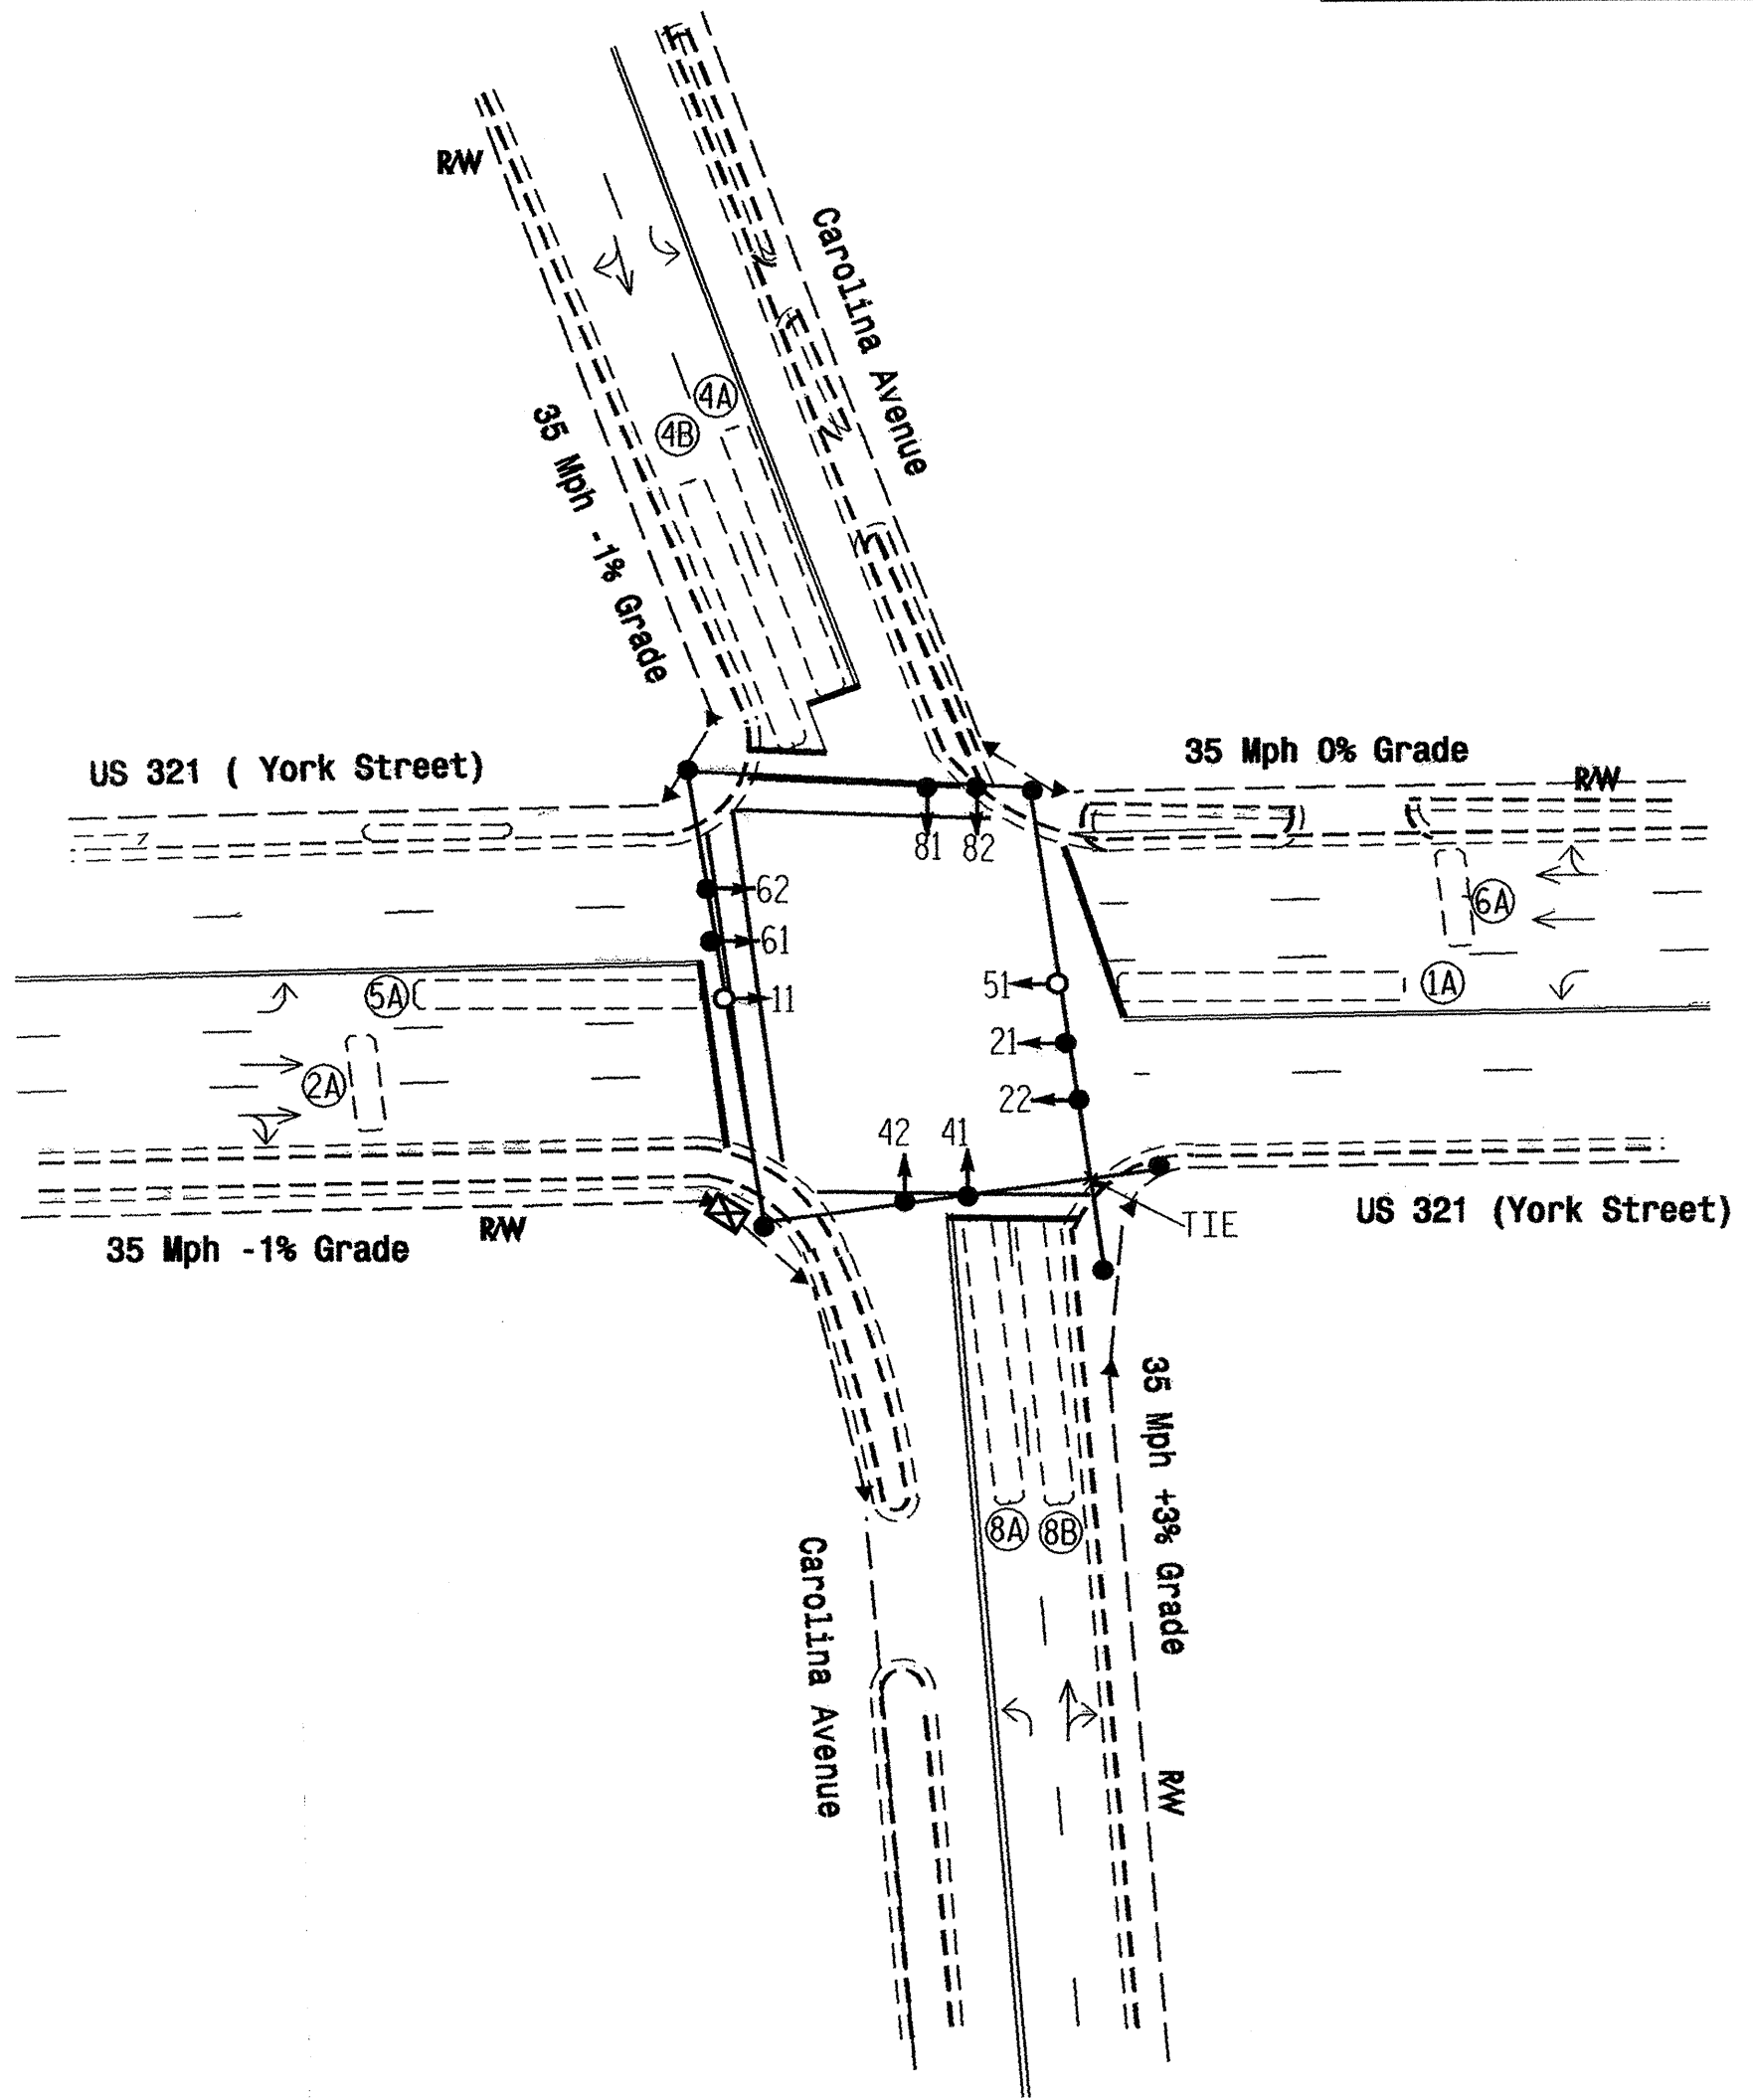 R/W
Carolina Avenue
4A
4B
35 Mph -1% Grade
US 321 ( York Street)
35 Mph 0% Grade
R/W
81 82
62
6A
61
5A
11
51
1A
21
2A
22
42 41
R/W
35 Mph -1% Grade
TIE
US 321 (York Street)
35 Mph +3% Grade
8A 8B
Carolina Avenue
R/W